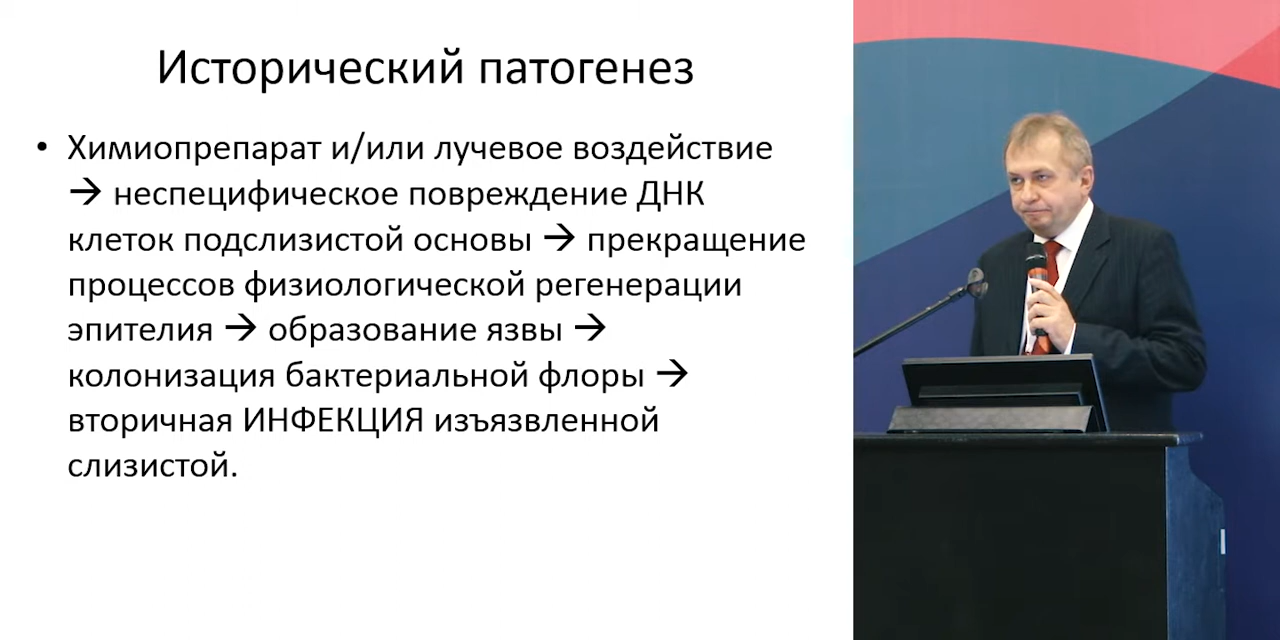 Исторический патогенез
• Химиопрепарат и/или лучевое воздействие
→ неспецифическое повреждение ДНК
клеток подслизистой основы → прекращение
процессов физиологической регенерации
эпителия → образование язвы →
колонизация бактериальной флоры →
вторичная ИНФЕКЦИЯ изъязвленной
слизистой.